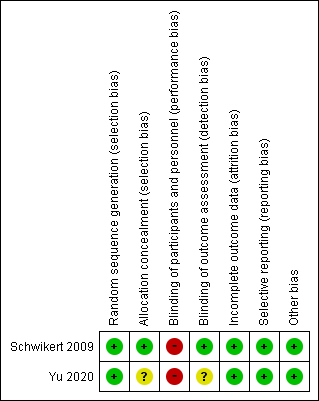 Random sequence generation (selection bias)
Allocation concealment (selection bias)
Blinding of participants and personnel (performance bias)
Blinding of outcome assessment (detection bias)
Incomplete outcome data (attrition bias)
Selective reporting (reporting bias)
Other bias
Schwikert 2009 + + - + + + +
Yu 2020 + ? - ? + + +